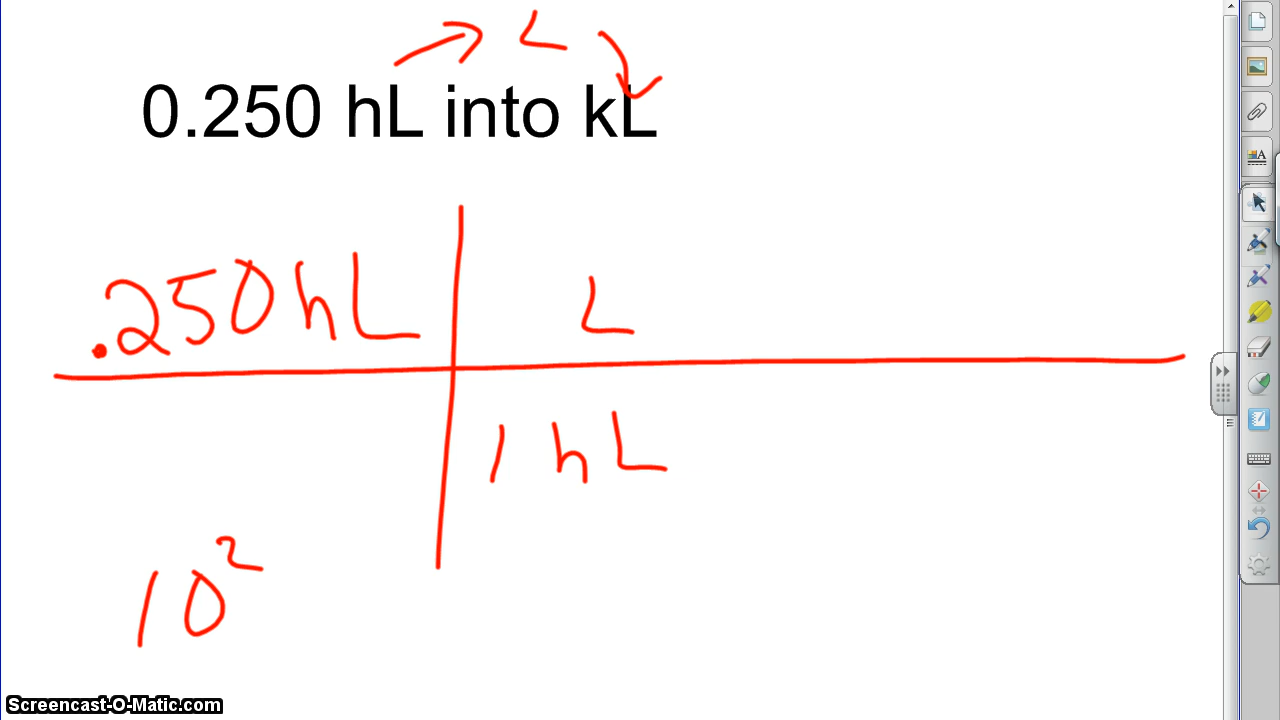 L
0.250 hL into kL
.250 hL L
1 hL
10²
Screencast-O-Matic.com